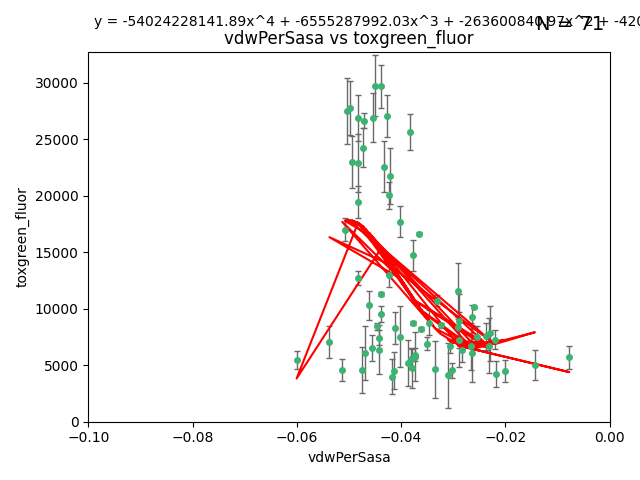 y = -54024228141.89x^4 + -6555287992.03x^3 + -263600840.97x^2 + -420
N = 71
vdwPerSasa vs toxgreen_fluor
30000
25000
20000
15000
10000
5000
0
toxgreen_fluor
−0.10 −0.08 −0.06 −0.04 −0.02 0.00
vdwPerSasa